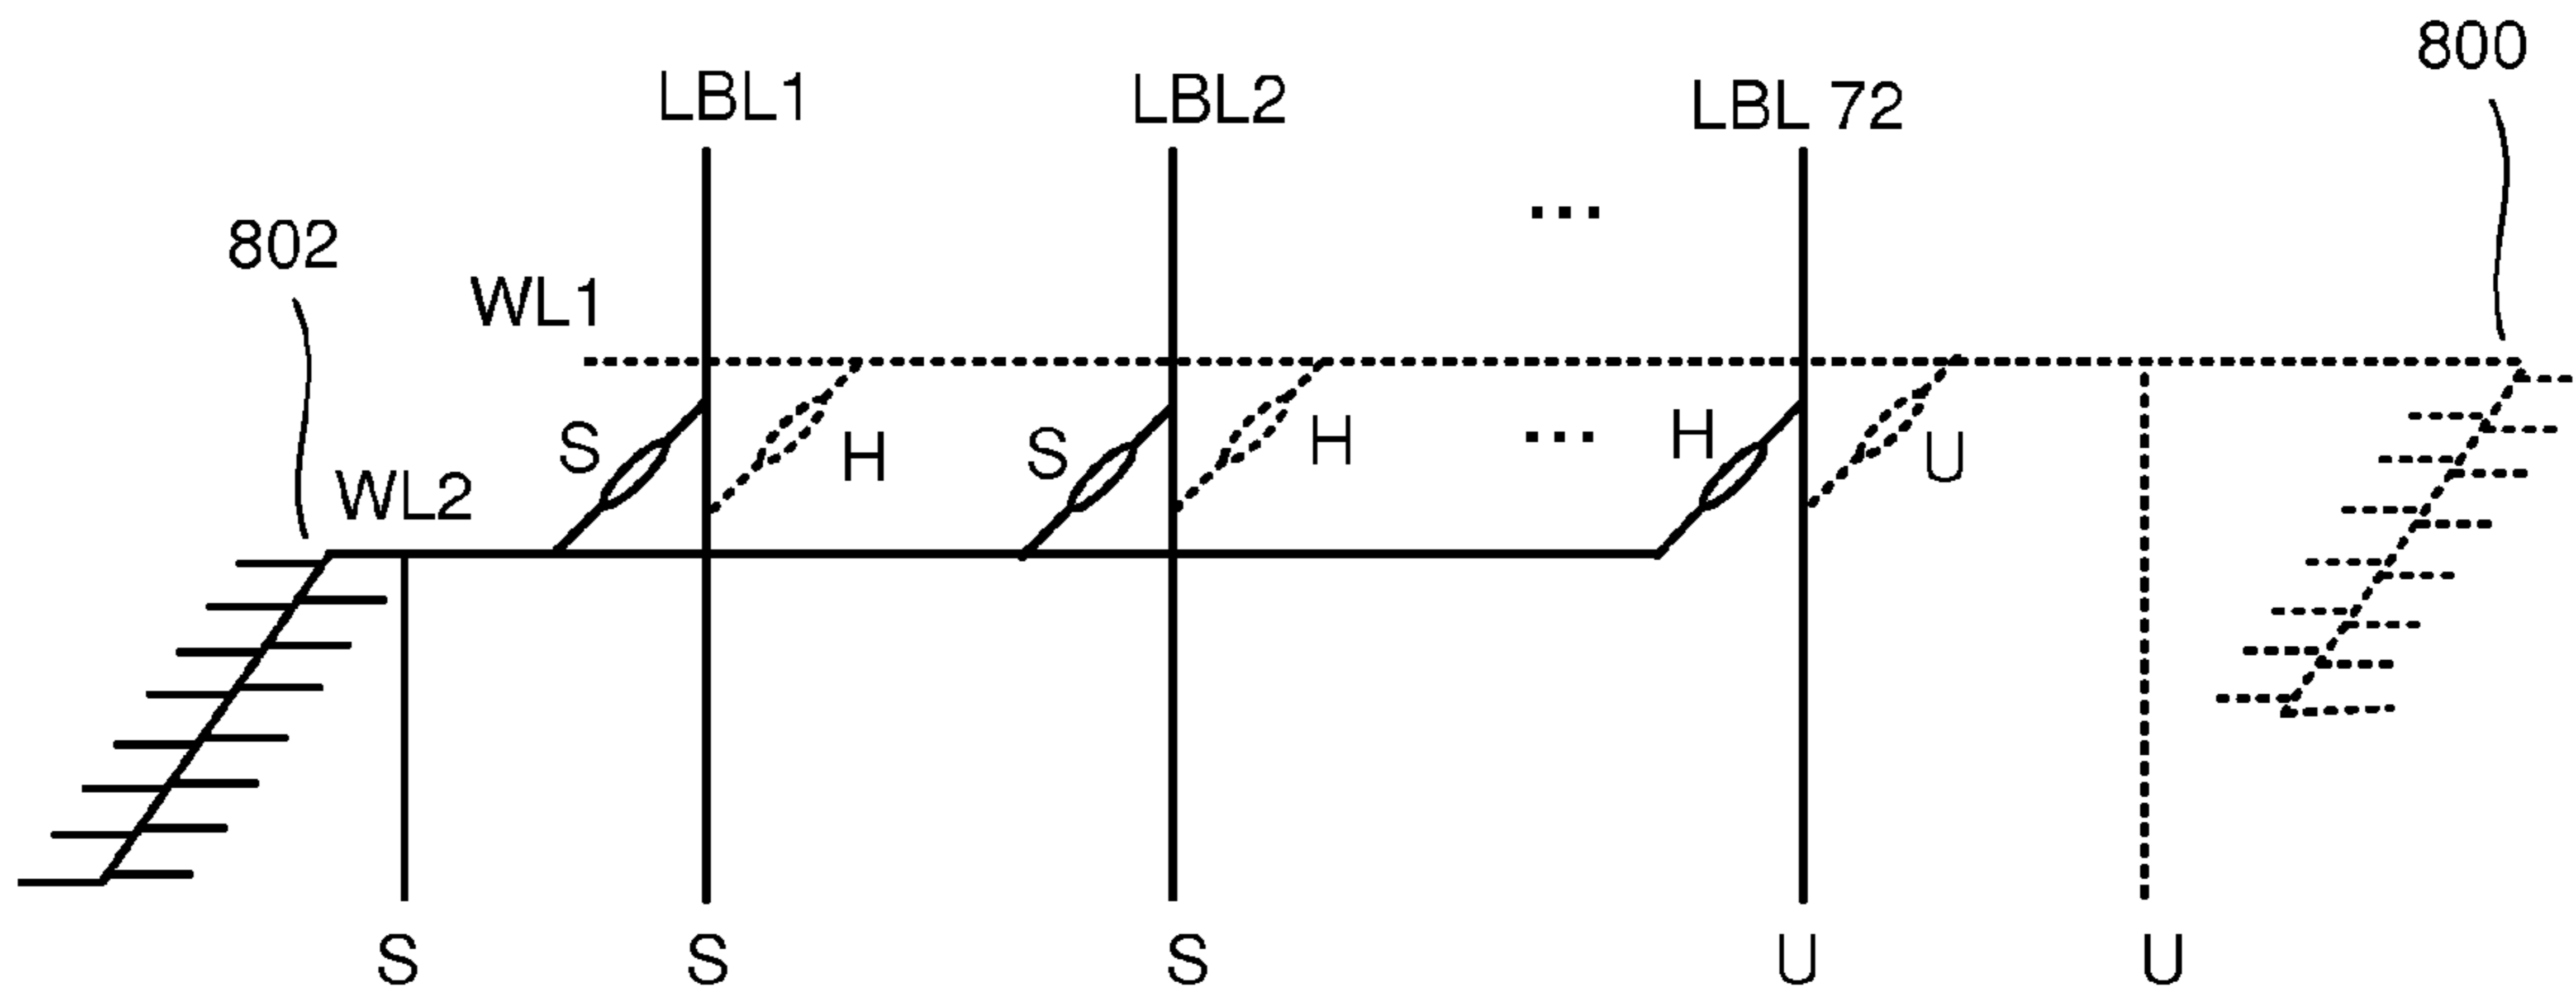 800
LBL1 LBL2 LBL 72
...
802
WL1
S H S H ... H U
WL2
S S S U U